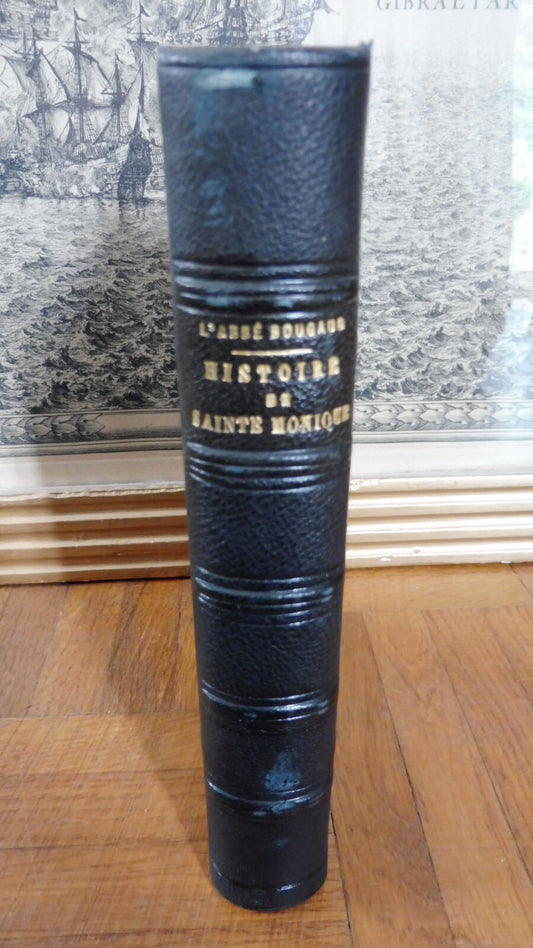 GIBRALTAR
L'ABBÉ BOUGAUD
HISTOIRE
DE
SAINTE MONIQUE